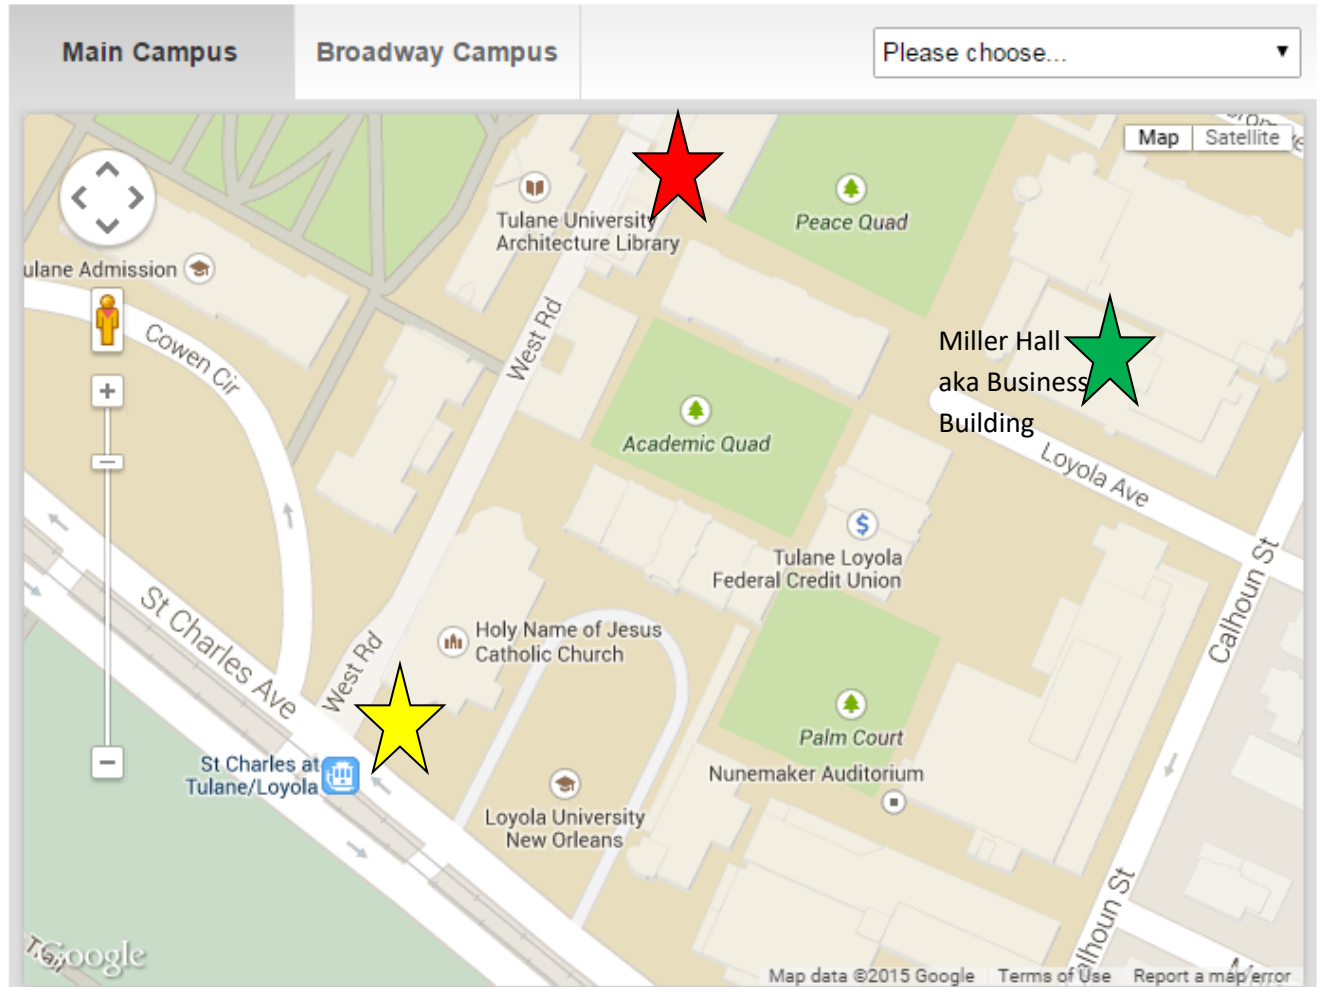 Main Campus
Broadway Campus
Please choose...
Map
Satellite
Tulane University
Architecture Library
Peace Quad
ulane Admission
Cowen Cir
West Rd
Miller Hall
aka Business
Building
Academic Quad
Loyola Ave
Tulane Loyola
Federal Credit Union
Calhoun St
St Charles Ave
West Rd
Holy Name of Jesus
Catholic Church
Palm Court
St Charles at
Tulane/Loyola
Nunemaker Auditorium
Loyola University
New Orleans
alhoun St
Google
Map data ©2015 Google
Terms of Use
Report a map error